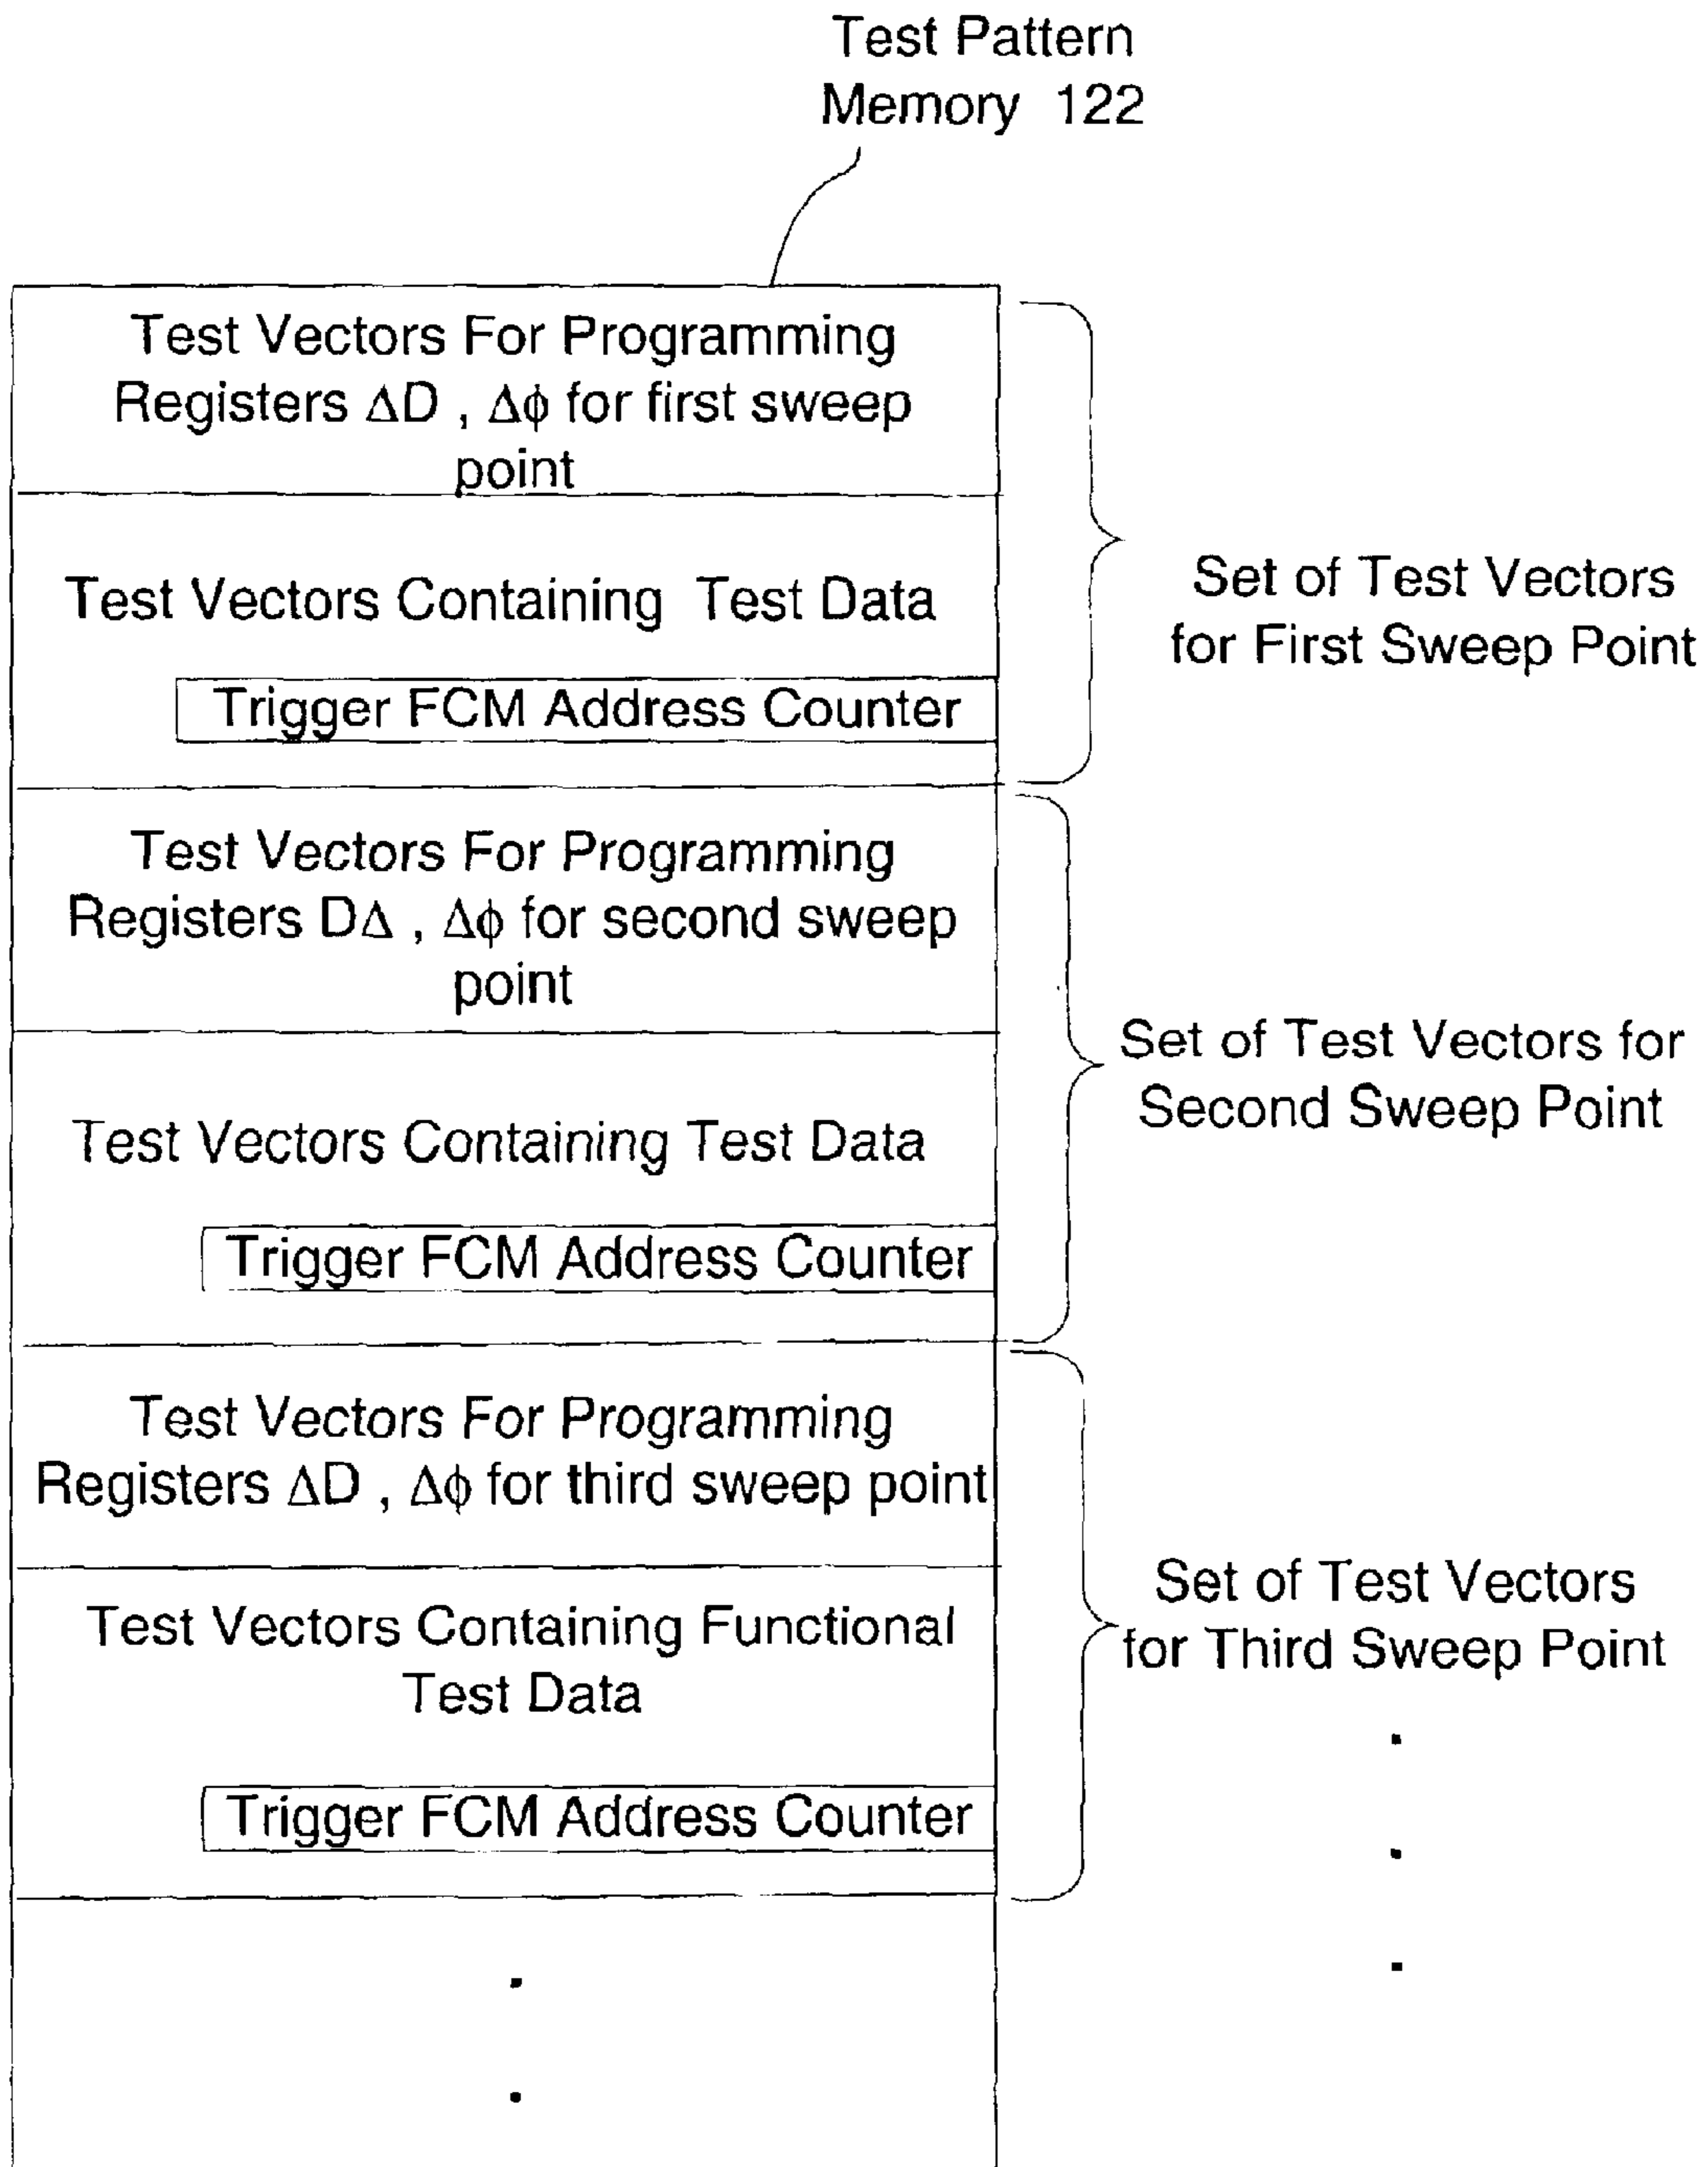 Test Pattern
Memory 122
Test Vectors For Programming
Registers ΔD , Δϕ for first sweep
point
Test Vectors Containing Test Data
Trigger FCM Address Counter
Set of Test Vectors
for First Sweep Point
Test Vectors For Programming
Registers DΔ , Δϕ for second sweep
point
Test Vectors Containing Test Data
Trigger FCM Address Counter
Set of Test Vectors for
Second Sweep Point
Test Vectors For Programming
Registers ΔD , Δϕ for third sweep point
Test Vectors Containing Functional
Test Data
Trigger FCM Address Counter
Set of Test Vectors
for Third Sweep Point